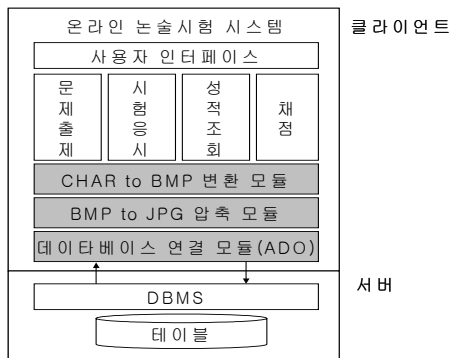 온라인 논술시험 시스템
클라이언트
사용자 인터페이스
문제출제
시험응시
성적조회
채점
CHAR to BMP 변환 모듈
BMP to JPG 압축 모듈
데이타베이스 연결 모듈(ADO)
서버
DBMS
테이블